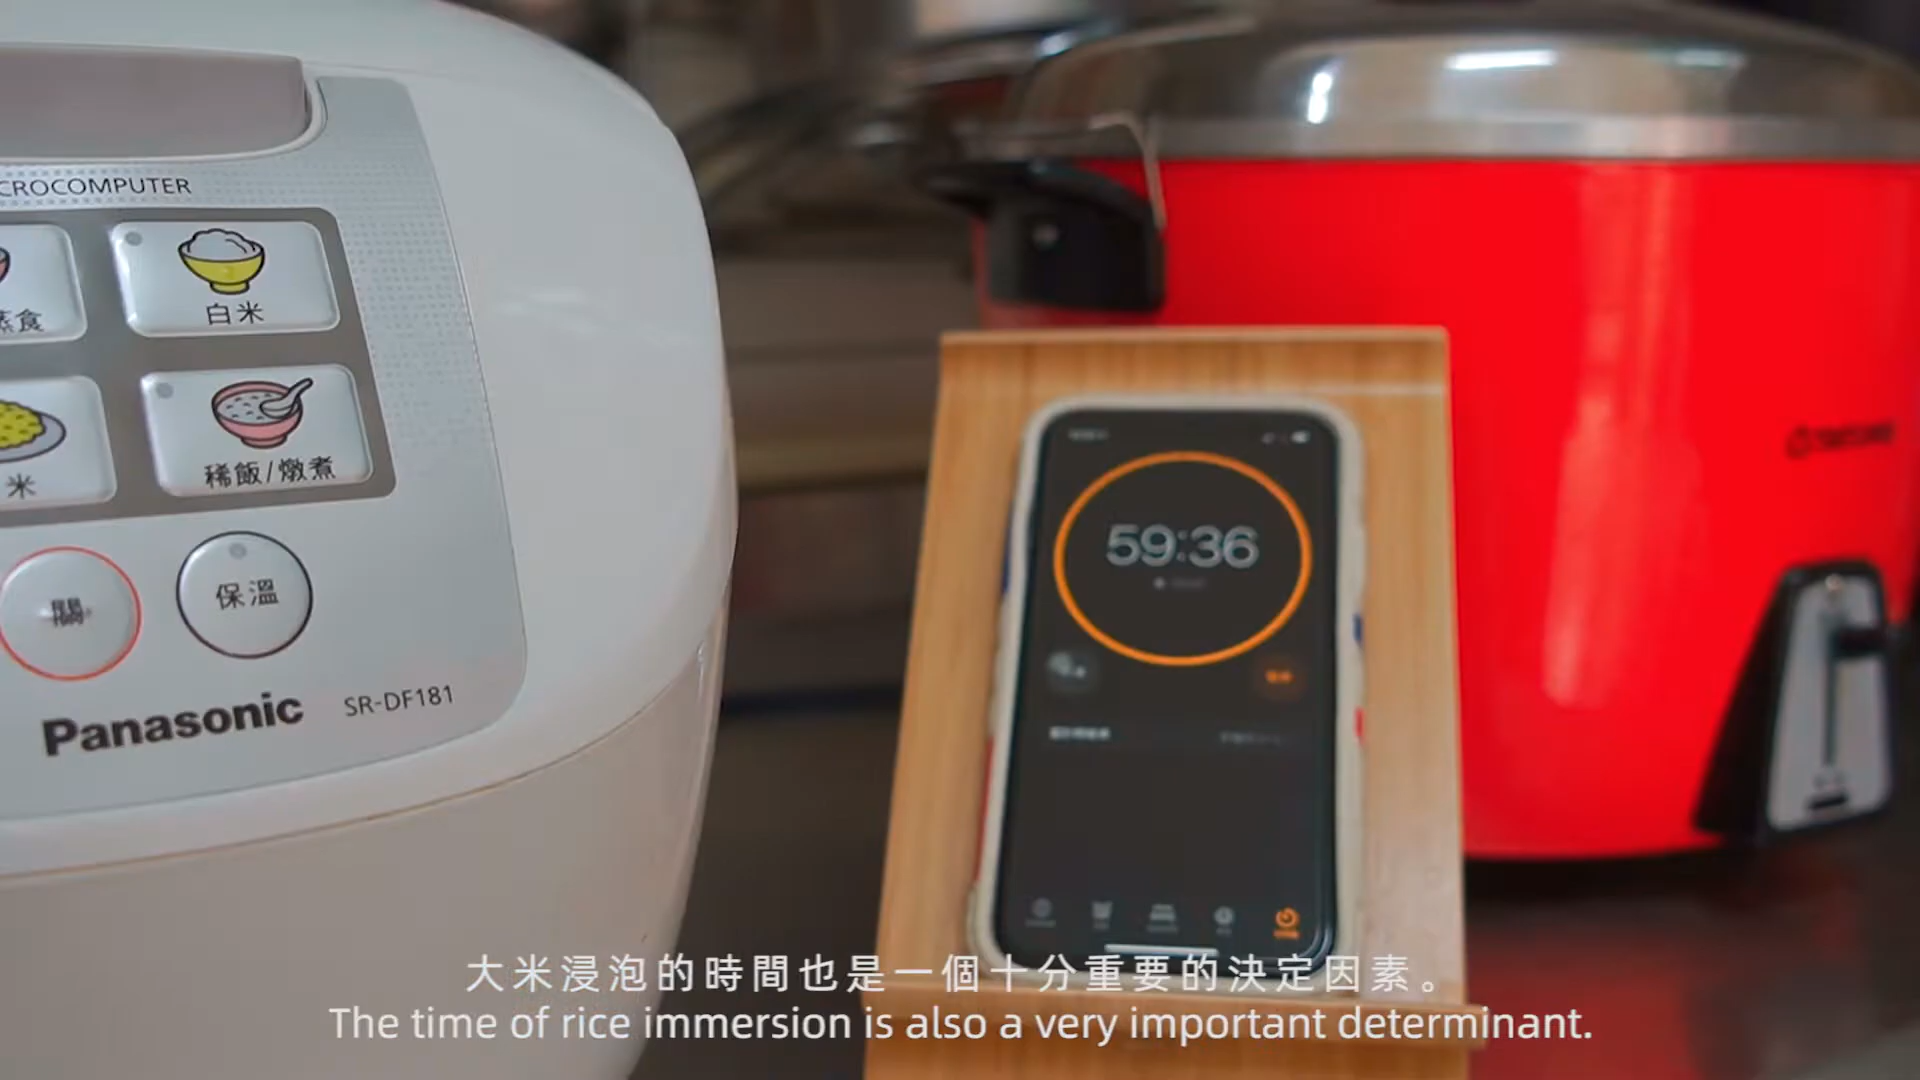 CROCOMPUTER
蒸食
白米
米
稀飯/燉煮
關
保溫
Panasonic SR-DF181
59:36
大米浸泡的時間也是一個十分重要的決定因素。
The time of rice immersion is also a very important determinant.